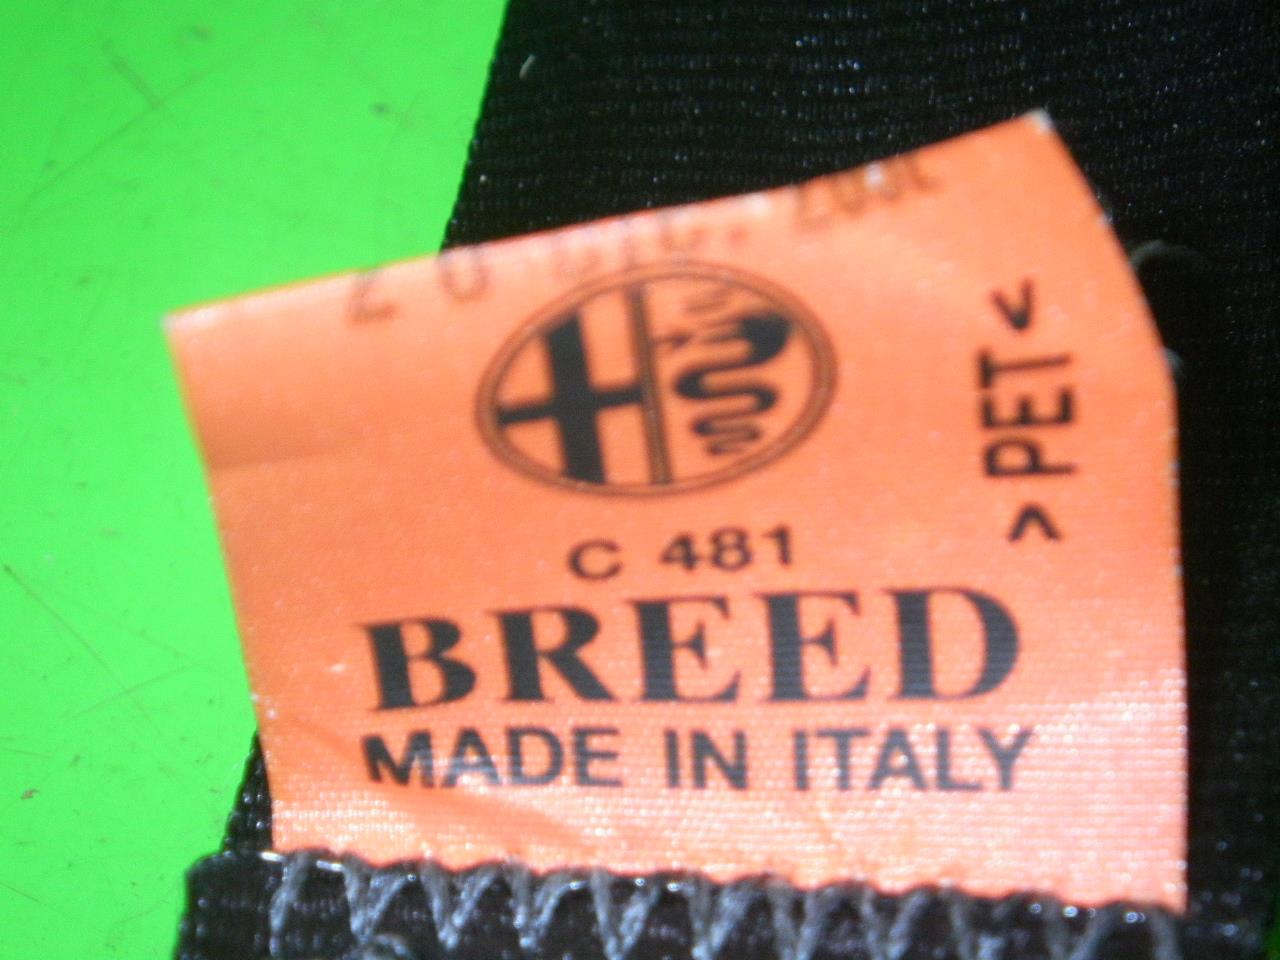 C 481
BREED
MADE IN ITALY
>PET<